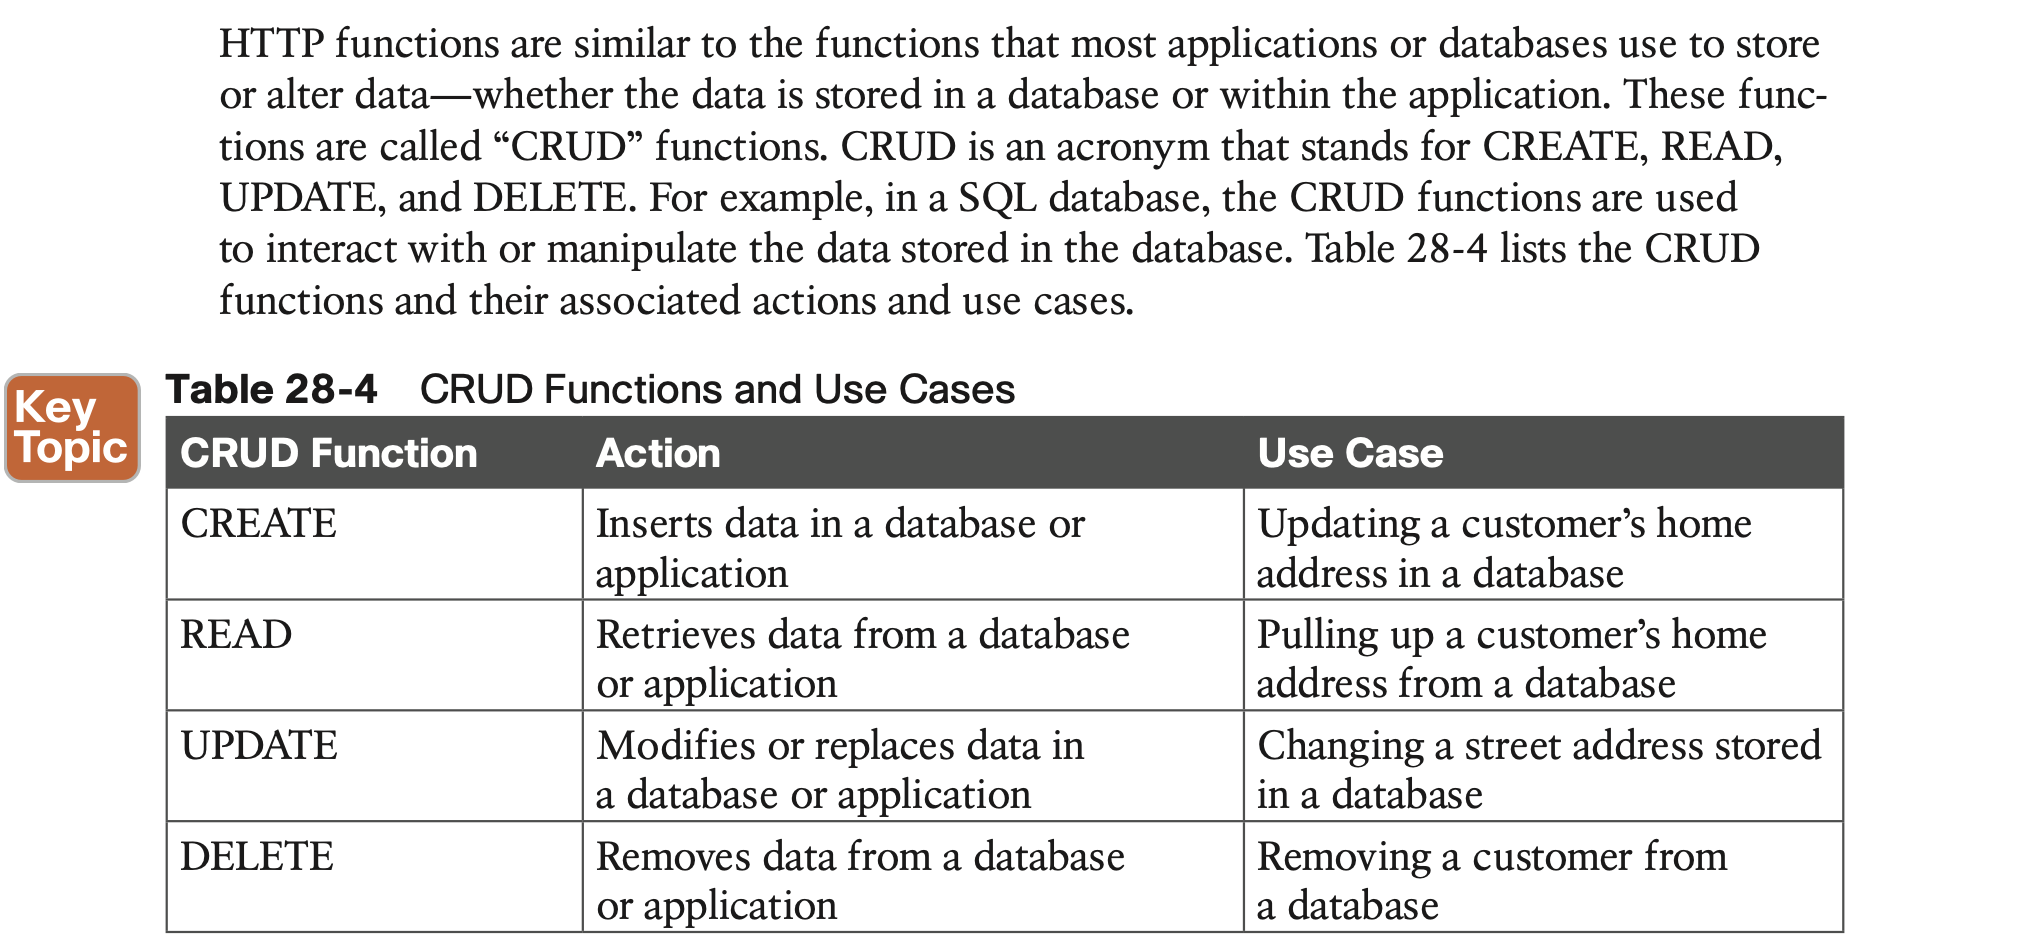 HTTP functions are similar to the functions that most applications or databases use to store
or alter data—whether the data is stored in a database or within the application. These func-
tions are called “CRUD” functions. CRUD is an acronym that stands for CREATE, READ,
UPDATE, and DELETE. For example, in a SQL database, the CRUD functions are used
to interact with or manipulate the data stored in the database. Table 28-4 lists the CRUD
functions and their associated actions and use cases.
Key
Topic
Table 28-4 CRUD Functions and Use Cases
CRUD Function Action Use Case
CREATE Inserts data in a database or Updating a customer’s home
application address in a database
READ Retrieves data from a database Pulling up a customer’s home
or application address from a database
UPDATE Modifies or replaces data in Changing a street address stored
a database or application in a database
DELETE Removes data from a database Removing a customer from
or application a database